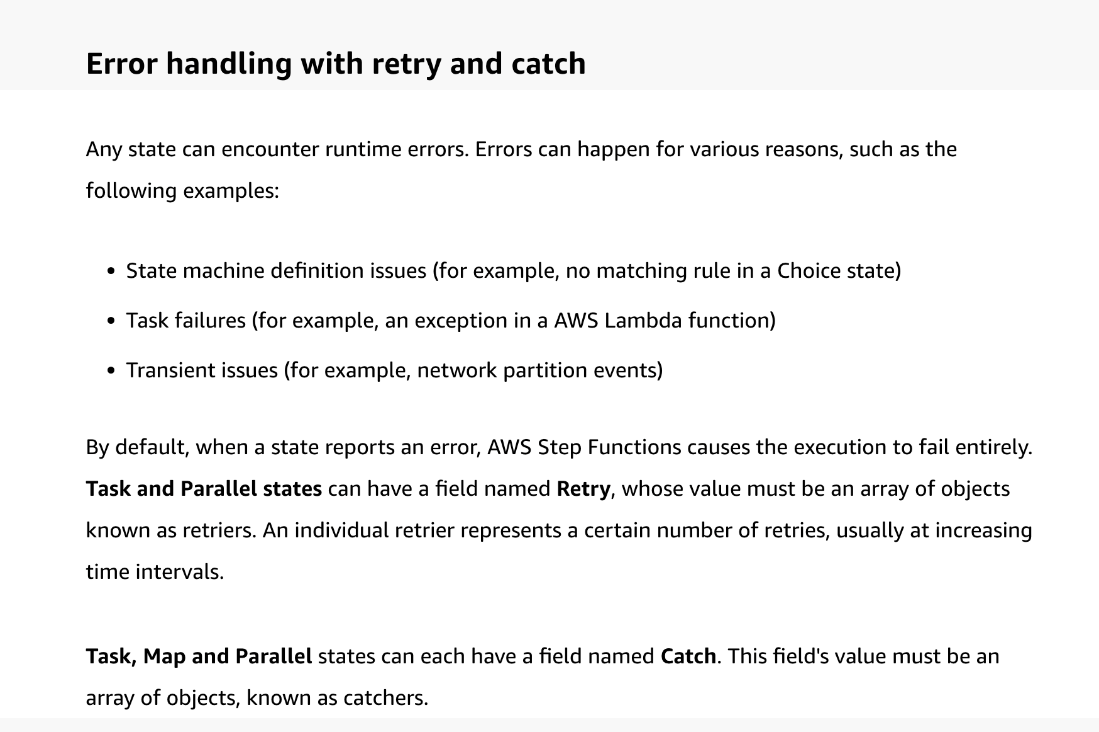 Error handling with retry and catch
Any state can encounter runtime errors. Errors can happen for various reasons, such as the
following examples:
• State machine definition issues (for example, no matching rule in a Choice state)
• Task failures (for example, an exception in a AWS Lambda function)
• Transient issues (for example, network partition events)
By default, when a state reports an error, AWS Step Functions causes the execution to fail entirely.
Task and Parallel states can have a field named Retry, whose value must be an array of objects
known as retriers. An individual retrier represents a certain number of retries, usually at increasing
time intervals.
Task, Map and Parallel states can each have a field named Catch. This field's value must be an
array of objects, known as catchers.